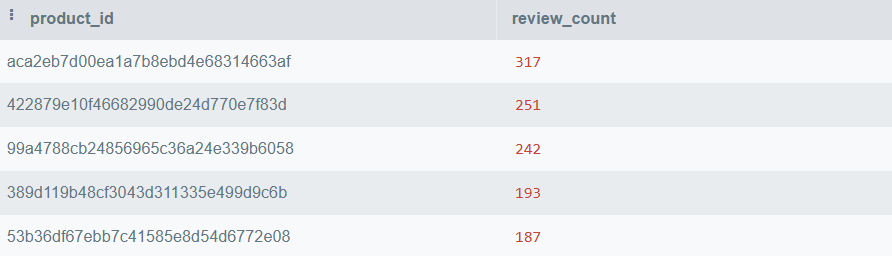 product_id review_count
aca2eb7d00ea1a7b8ebd4e68314663af 317
422879e10f46682990de24d770e7f83d 251
99a4788cb24856965c36a24e339b6058 242
389d119b48cf3043d311335e499d9c6b 193
53b36df67ebb7c41585e8d54d6772e08 187